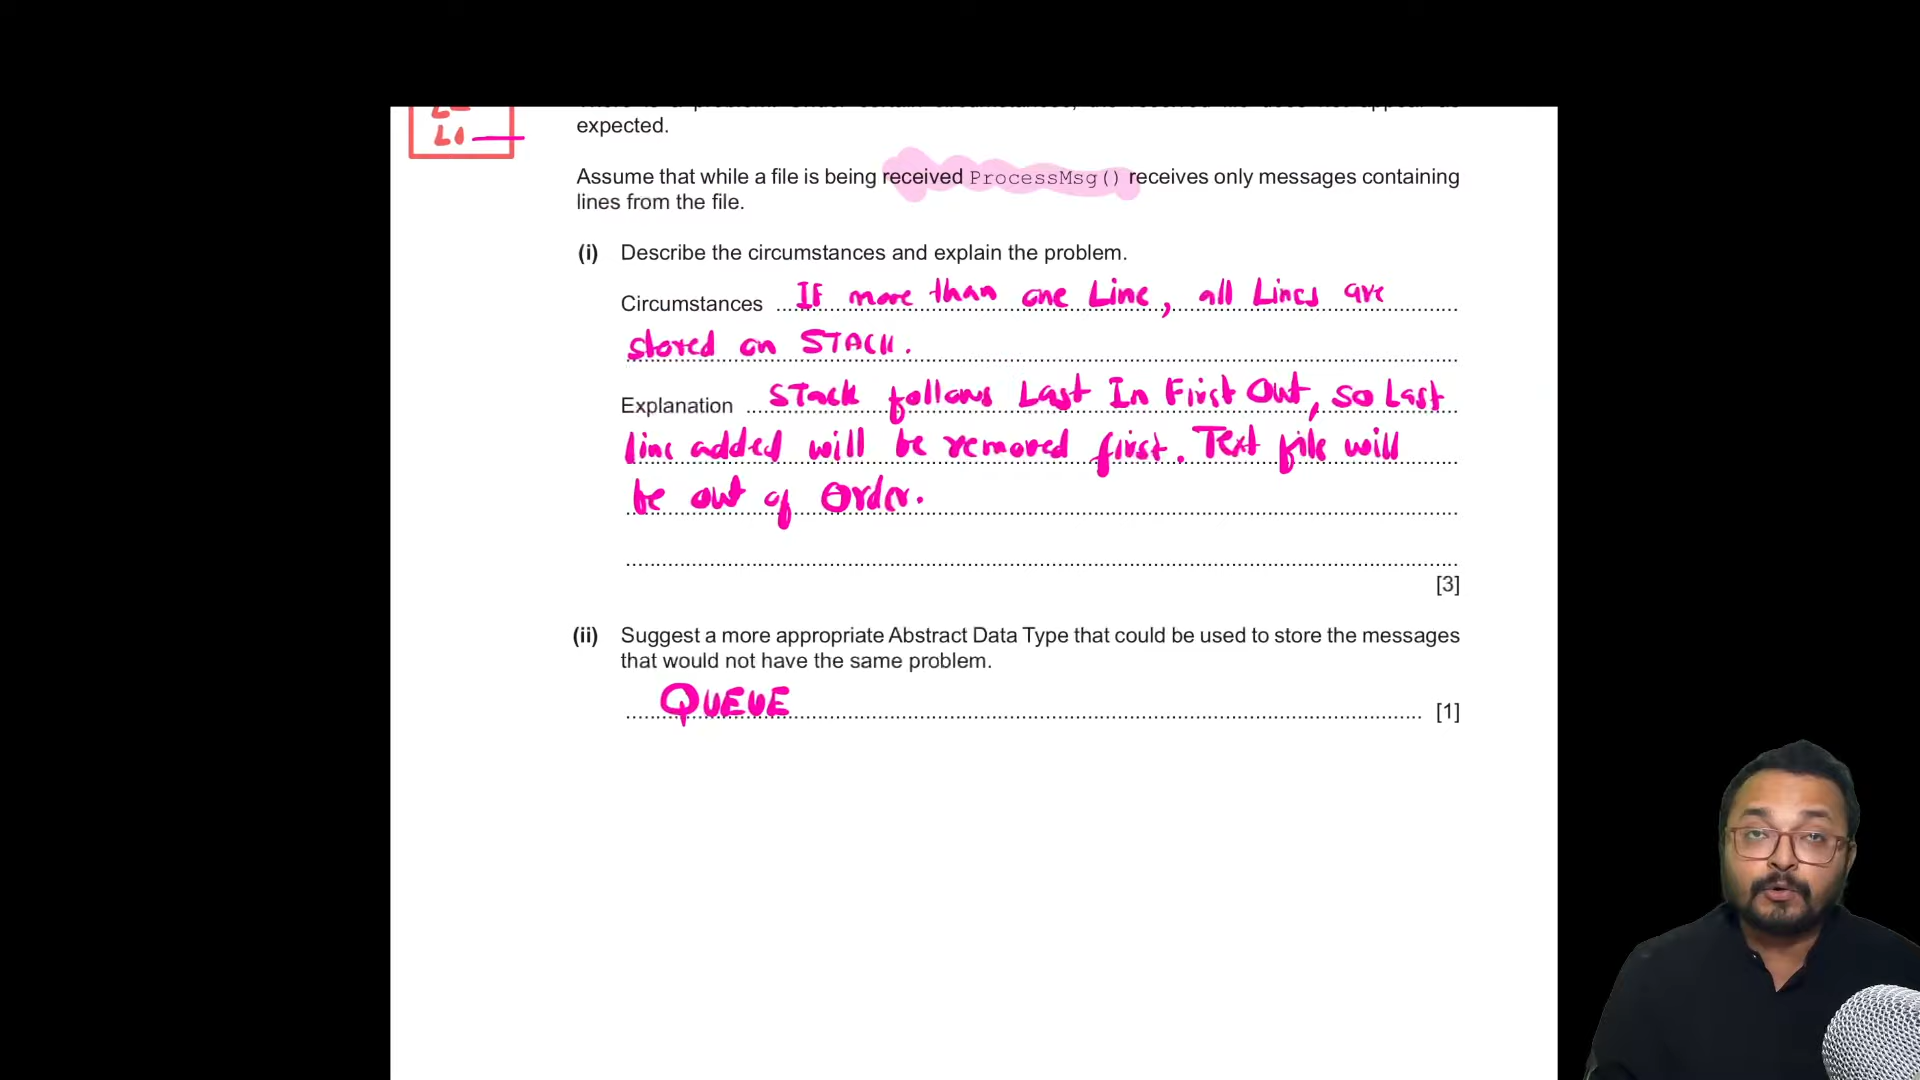 expected.
L1
Assume that while a file is being received ProcessMsg() receives only messages containing
lines from the file.
(i) Describe the circumstances and explain the problem.
Circumstances If more than one Line, all Lines are
stored on STACK.
Explanation Stack follows Last In First Out, so Last
line added will be removed first. Text file will
be out of Order.
[3]
(ii) Suggest a more appropriate Abstract Data Type that could be used to store the messages
that would not have the same problem.
QUEUE [1]